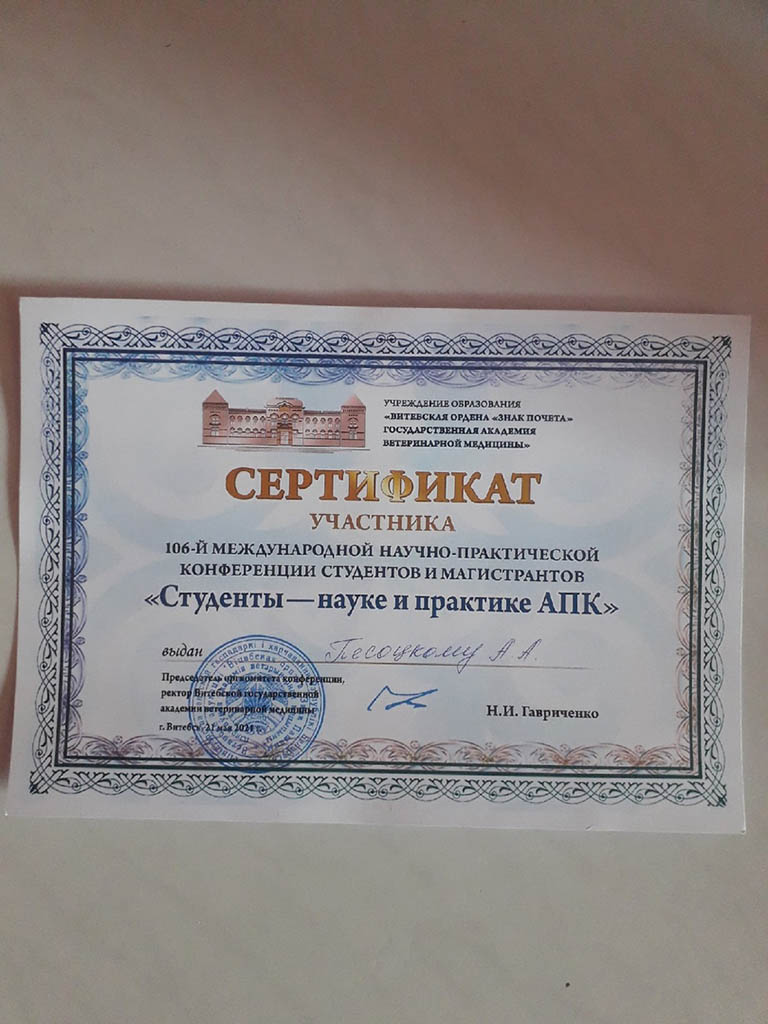 УЧРЕЖДЕНИЕ ОБРАЗОВАНИЯ
«ВИТЕБСКАЯ ОРДЕНА «ЗНАК ПОЧЕТА»
ГОСУДАРСТВЕННАЯ АКАДЕМИЯ
ВЕТЕРИНАРНОЙ МЕДИЦИНЫ»
СЕРТИФИКАТ
УЧАСТНИКА
106-Й МЕЖДУНАРОДНОЙ НАУЧНО-ПРАКТИЧЕСКОЙ
КОНФЕРЕНЦИИ СТУДЕНТОВ И МАГИСТРАНТОВ
«Студенты — науке и практике АПК»
выдан Песоцкому А.А.
Председатель оргкомитета конференции,
ректор Витебской государственной
академии ветеринарной медицины
Н.И. Гавриченко
г. Витебск, 21 мая 2021 г.